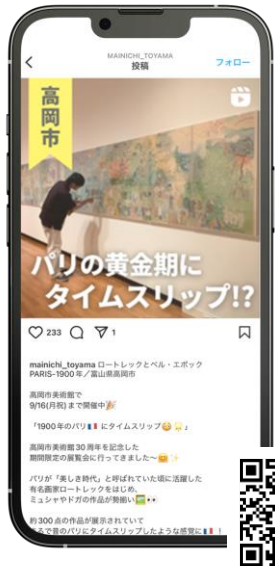 MAINICHI_TOYAMA
投稿
フォロー
高岡市
パリの黄金期に
タイムスリップ!?
233
1
mainichi_toyama ロートレックとベル・エポック
PARIS-1900年／富山県高岡市
高岡市美術館で
9/16(月祝) まで開催中🎉
「1900年のパリ🇫🇷 にタイムスリップ😳✨」
高岡市美術館30周年を記念した
期間限定の展覧会に行ってきました〜
パリが「美しき時代」と呼ばれていた頃に活躍した
有名画家ロートレックをはじめ、
ミュシャやドガの作品が勢揃い
約300点の作品が展示されていて
まるで昔のパリにタイムスリップしたような感覚に🇫🇷！